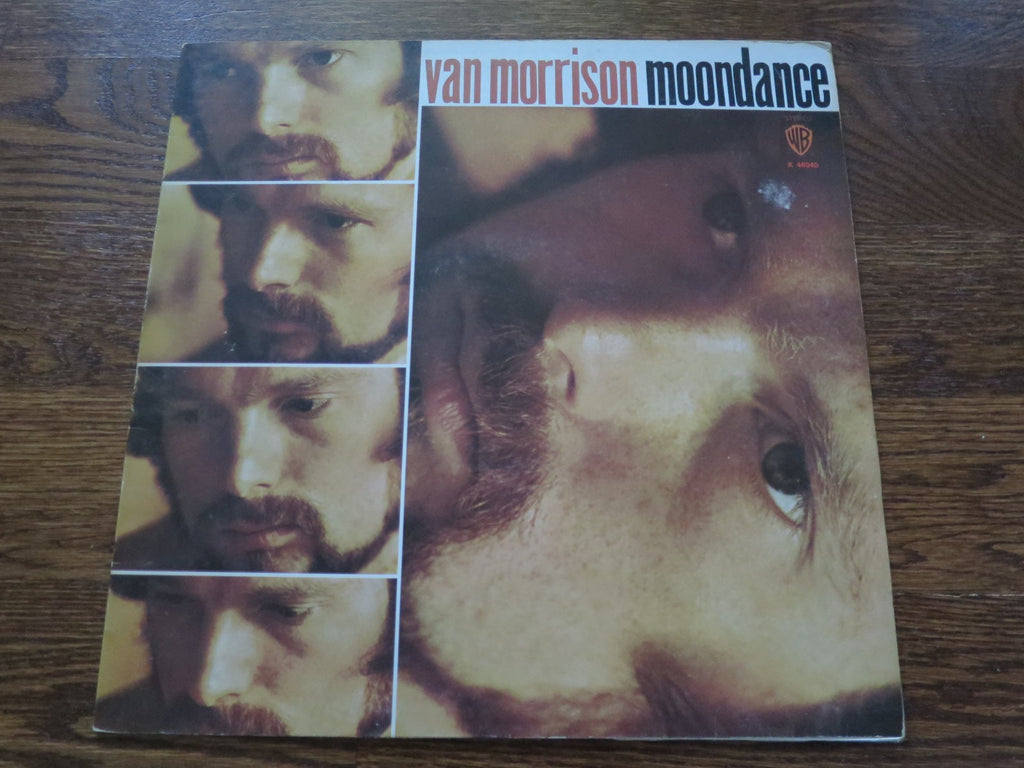 van morrison moondance
STEREO
WB
K 46040